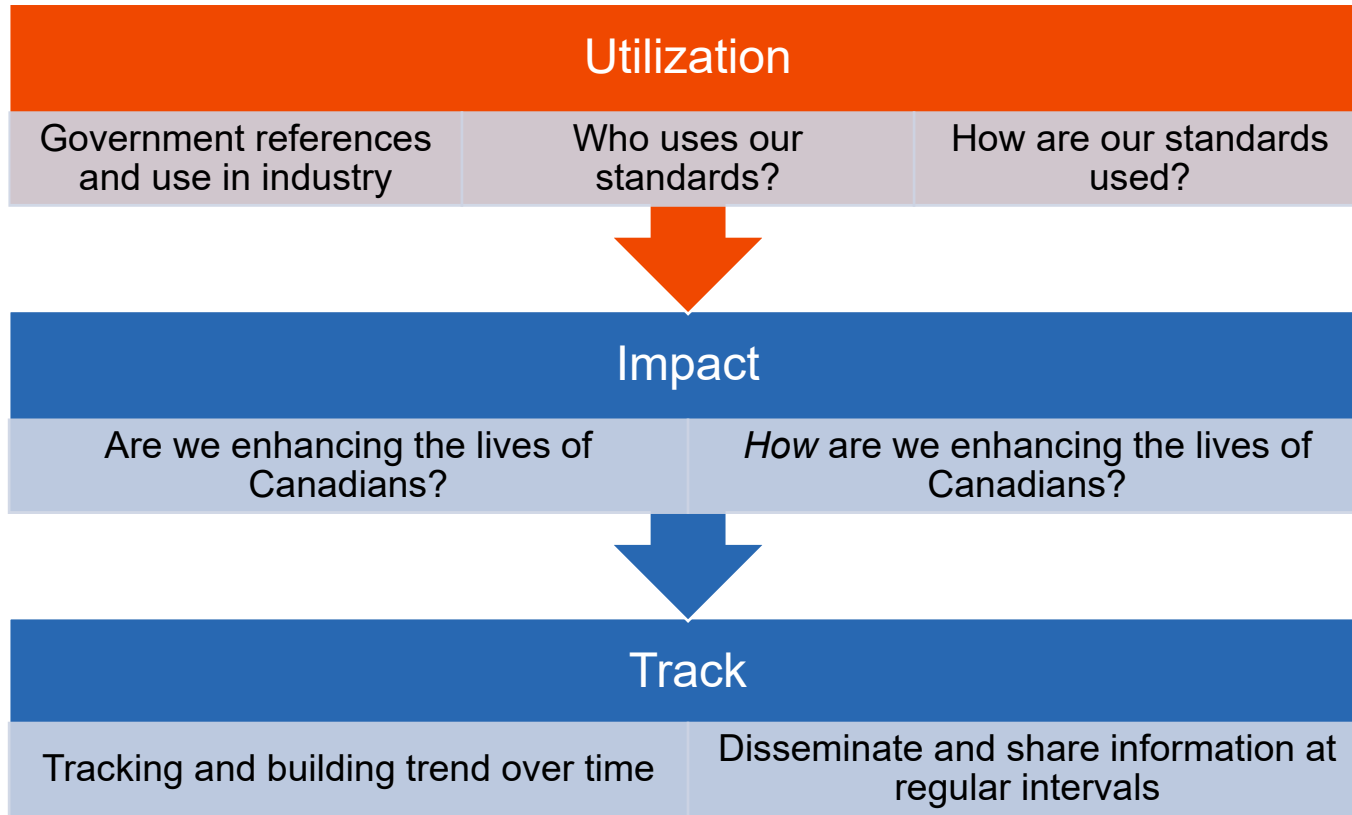 Utilization
Government references
and use in industry
Who uses our
standards?
How are our standards
used?
Impact
Are we enhancing the lives of
Canadians?
How are we enhancing the lives of
Canadians?
Track
Tracking and building trend over time
Disseminate and share information at
regular intervals